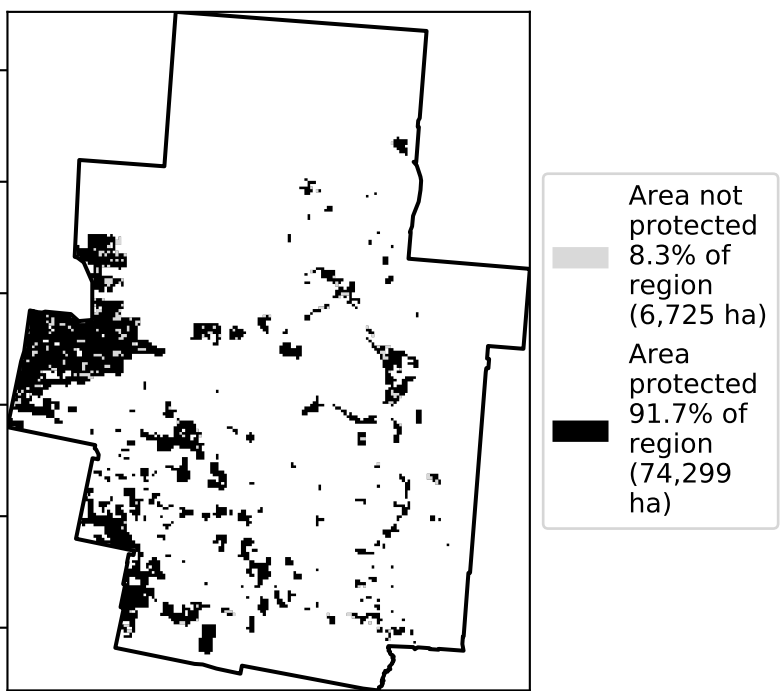 Area not
protected
8.3% of
region
(6,725 ha)
Area
protected
91.7% of
region
(74,299
ha)